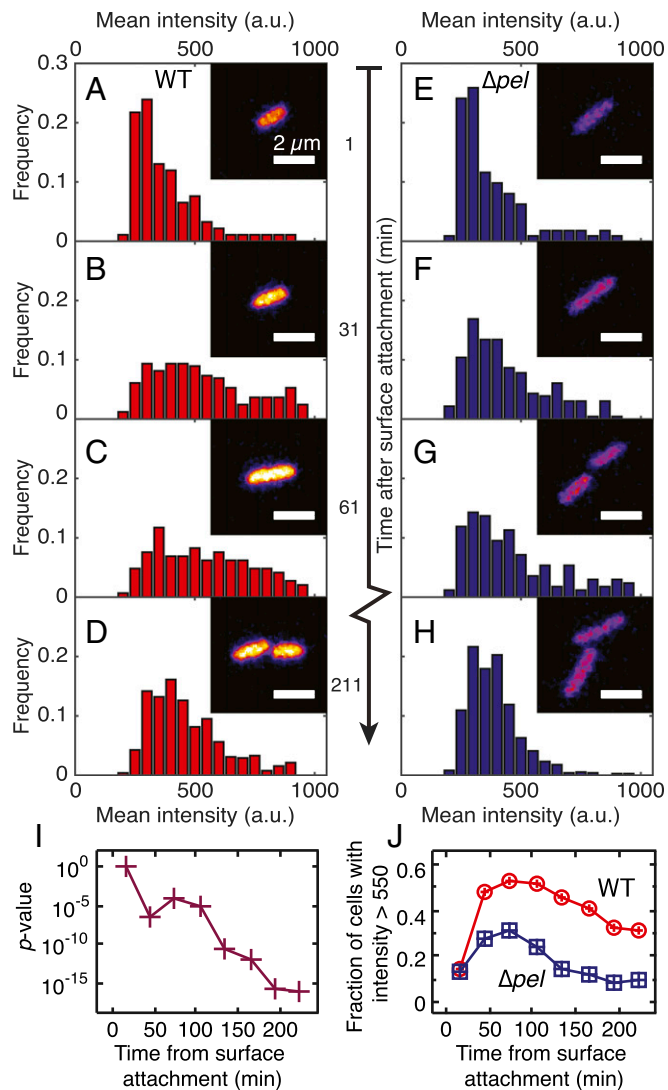 Mean intensity (a.u.) Mean intensity (a.u.)
0 500 1000 0 500 1000
0.3
A WT E Δpel
0.2
2 µm
1
0.1
Frequency
0
B F
0.2
31
0.1
Frequency
0
C G
0.2
61
0.1
Frequency
0
D H
0.2
211
0.1
Frequency
0
Time after surface attachment (min)
0 500 1000 0 500 1000
Mean intensity (a.u.) Mean intensity (a.u.)
I
10⁰
10⁻⁵
10⁻¹⁰
10⁻¹⁵
p-value
0 50 100 150 200
Time from surface
attachment (min)
J
0.6
0.4
0.2
0
Fraction of cells with
intensity > 550
WT
Δpel
0 50 100 150 200
Time from surface
attachment (min)